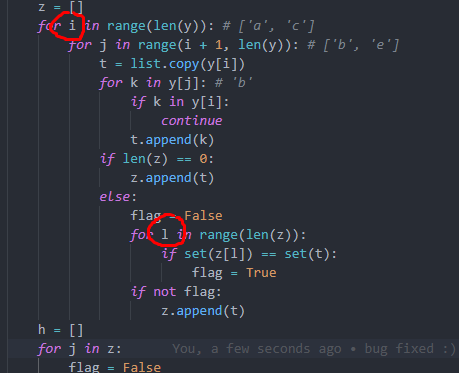 z = []
for i in range(len(y)): # ['a', 'c']
for j in range(i + 1, len(y)): # ['b', 'e']
t = list.copy(y[i])
for k in y[j]: # 'b'
if k in y[i]:
continue
t.append(k)
if len(z) == 0:
z.append(t)
else:
flag = False
for l in range(len(z)):
if set(z[l]) == set(t):
flag = True
if not flag:
z.append(t)
h = []
for j in z: You, a few seconds ago • bug fixed :)
flag = False